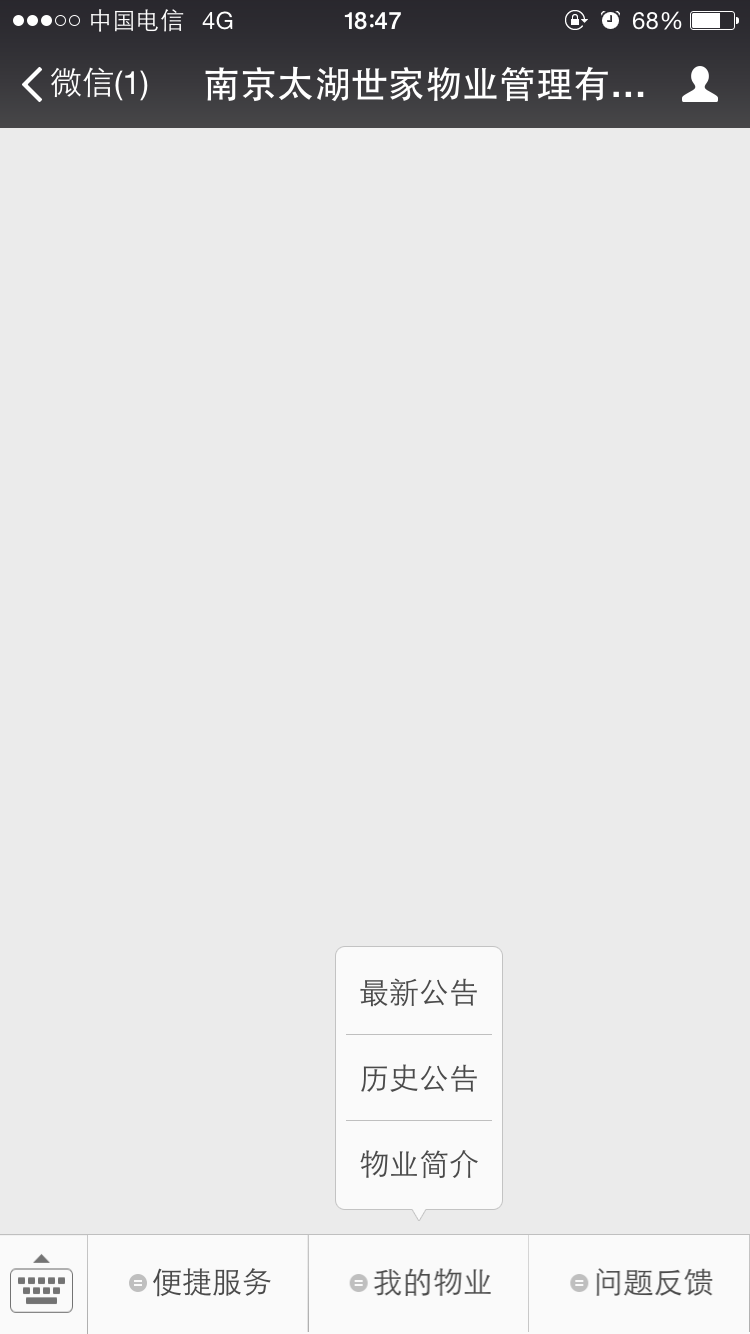 中国电信 4G 18:47 68%
微信(1) 南京太湖世家物业管理有...
最新公告
历史公告
物业简介
便捷服务 我的物业 问题反馈